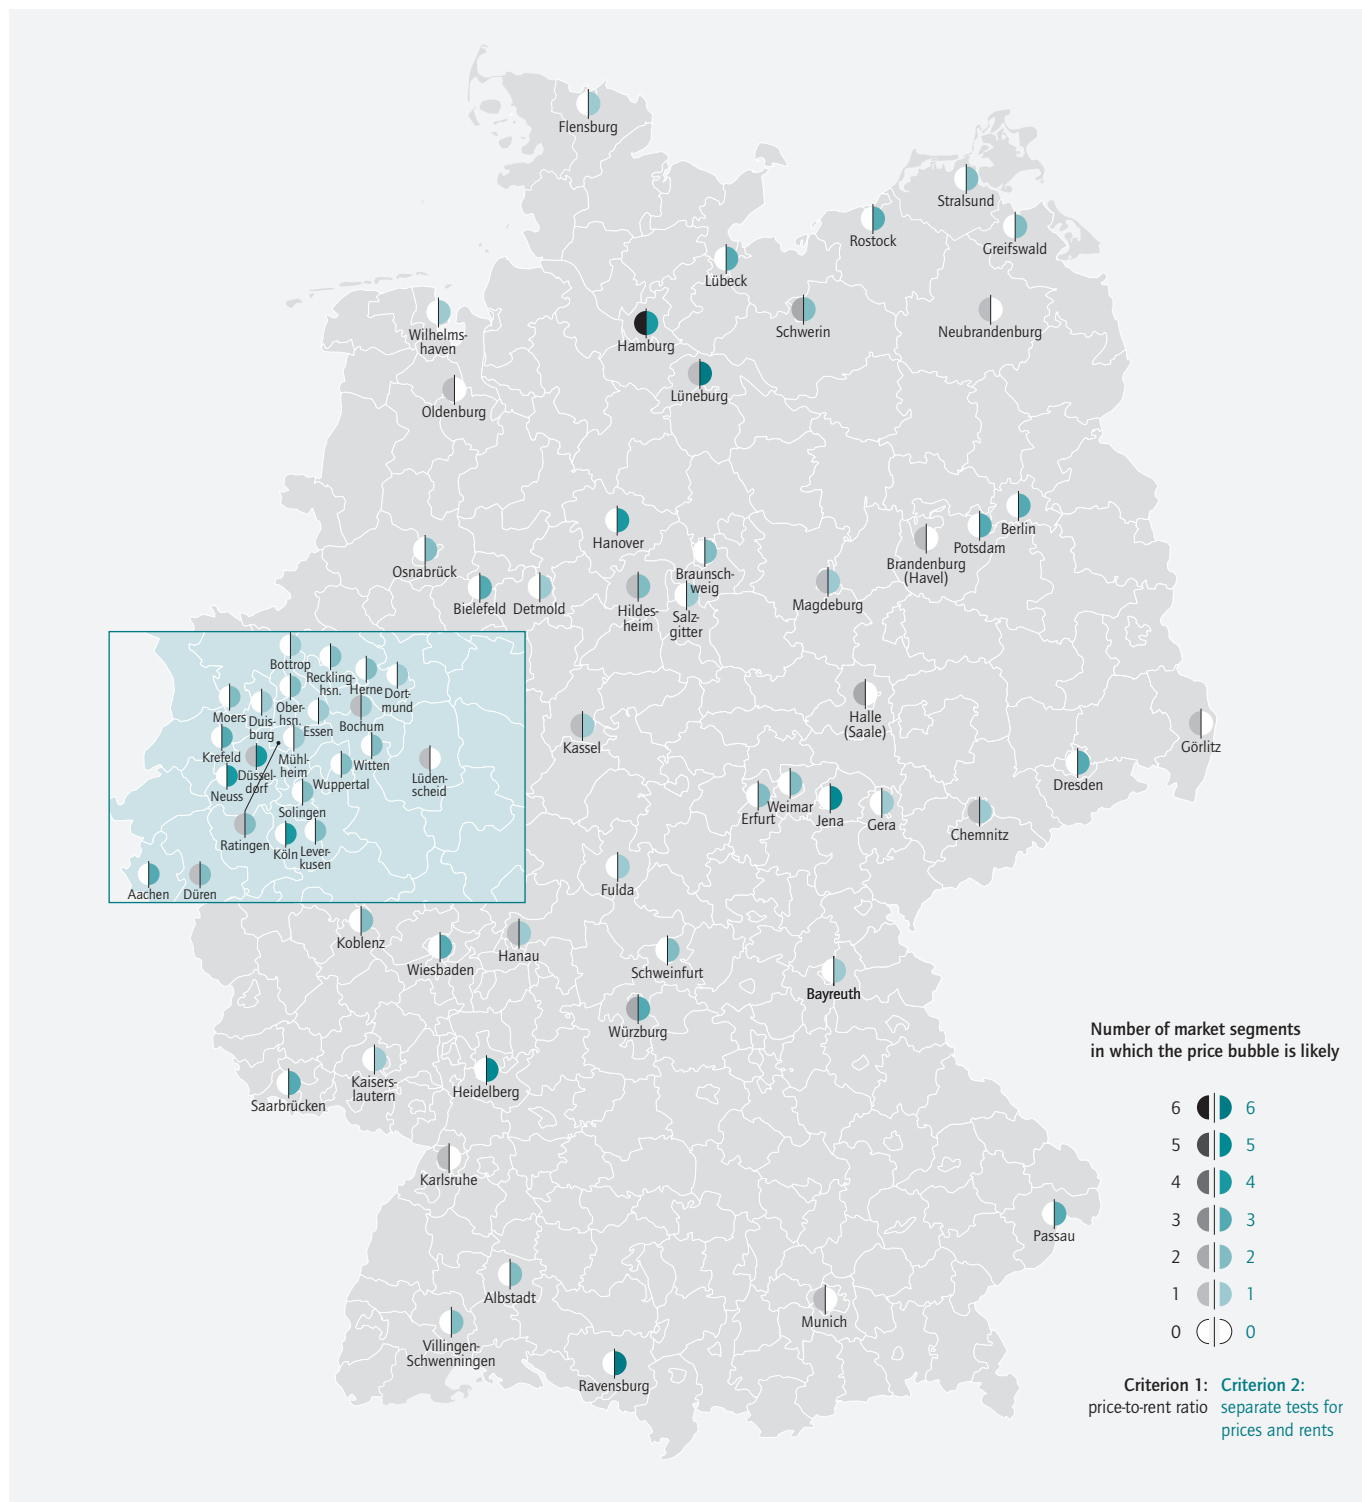 Flensburg
Stralsund
Rostock
Greifswald
Lübeck
Wilhelms-
haven
Hamburg
Schwerin
Neubrandenburg
Lüneburg
Oldenburg
Hanover
Berlin
Potsdam
Brandenburg
(Havel)
Osnabrück
Braunsch-
weig
Bielefeld
Detmold
Hildes-
heim
Salz-
gitter
Magdeburg
Bottrop
Reckling-
hsn.
Herne
Dort-
mund
Moers
Duis-
burg
Ober-
hsn.
Essen
Bochum
Krefeld
Düssel-
dorf
Mühl-
heim
Witten
Wuppertal
Lüden-
scheid
Neuss
Solingen
Ratingen
Köln
Lever-
kusen
Aachen
Düren
Halle
(Saale)
Kassel
Görlitz
Dresden
Erfurt
Weimar
Jena
Gera
Chemnitz
Fulda
Koblenz
Wiesbaden
Hanau
Schweinfurt
Bayreuth
Würzburg
Kaisers-
lautern
Heidelberg
Saarbrücken
Karlsruhe
Passau
Albstadt
Munich
Villingen-
Schwenningen
Ravensburg
Number of market segments
in which the price bubble is likely
6 6
5 5
4 4
3 3
2 2
1 1
0 0
Criterion 1: Criterion 2:
price-to-rent ratio separate tests for
prices and rents